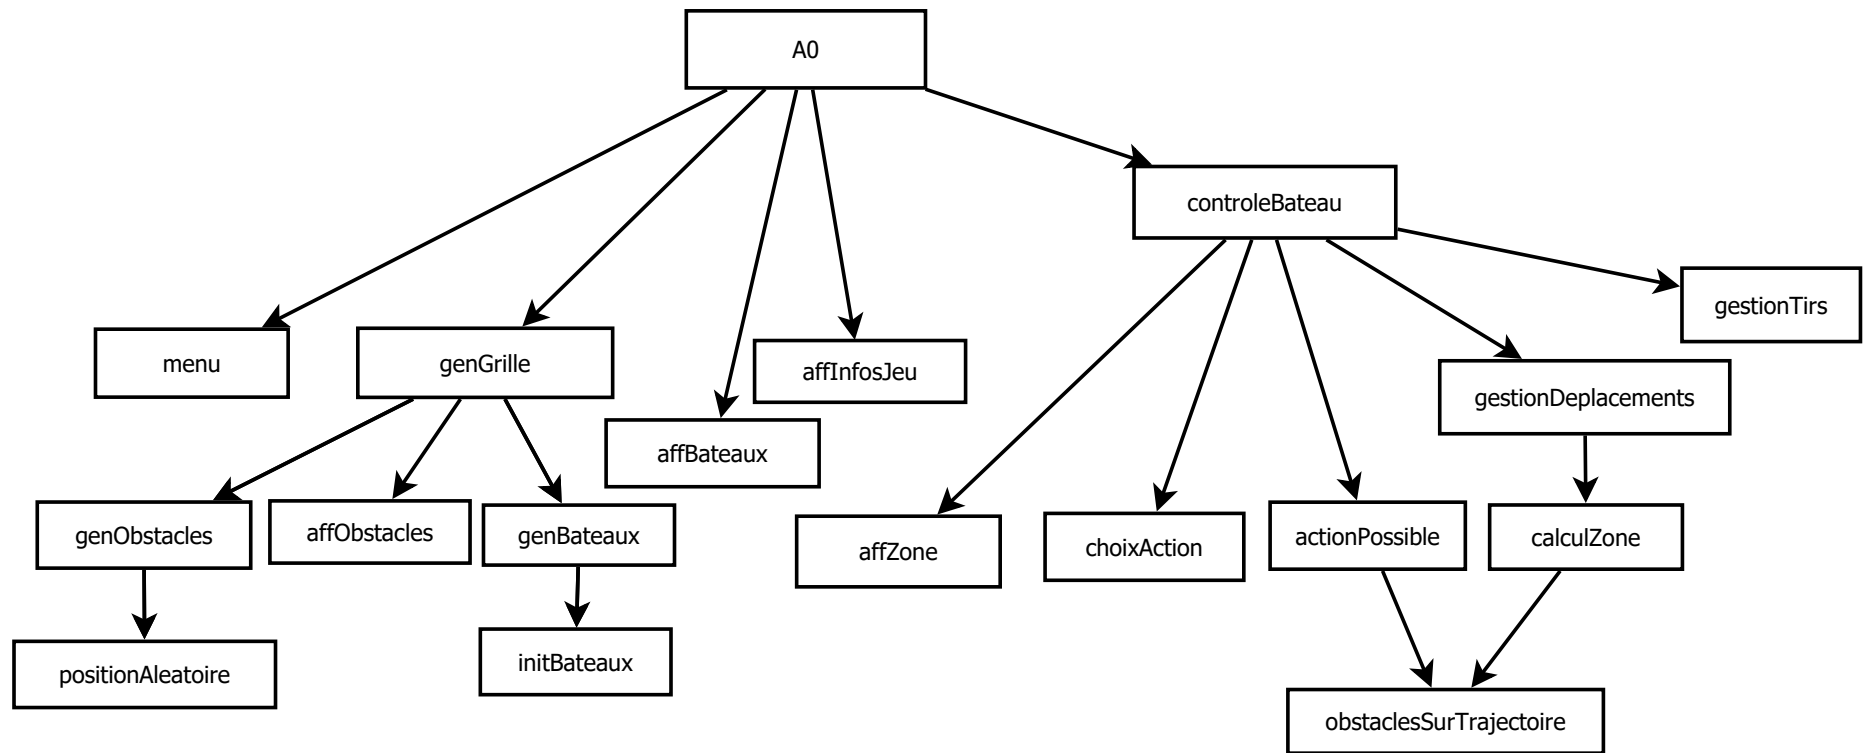 A0
controleBateau
gestionTirs
menu
genGrille
affInfosJeu
gestionDeplacements
affBateaux
genObstacles
affObstacles
genBateaux
affZone
choixAction
actionPossible
calculZone
positionAleatoire
initBateaux
obstaclesSurTrajectoire